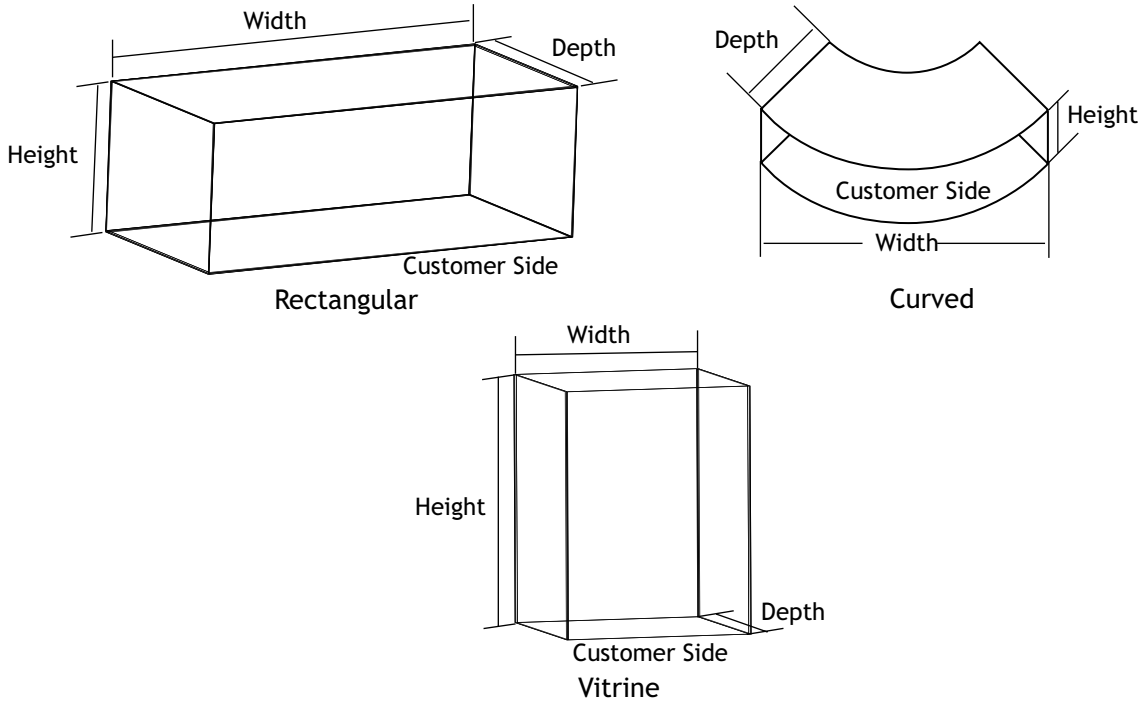 Width
Depth
Height
Customer Side
Rectangular
Depth
Height
Customer Side
Width
Curved
Width
Height
Depth
Customer Side
Vitrine